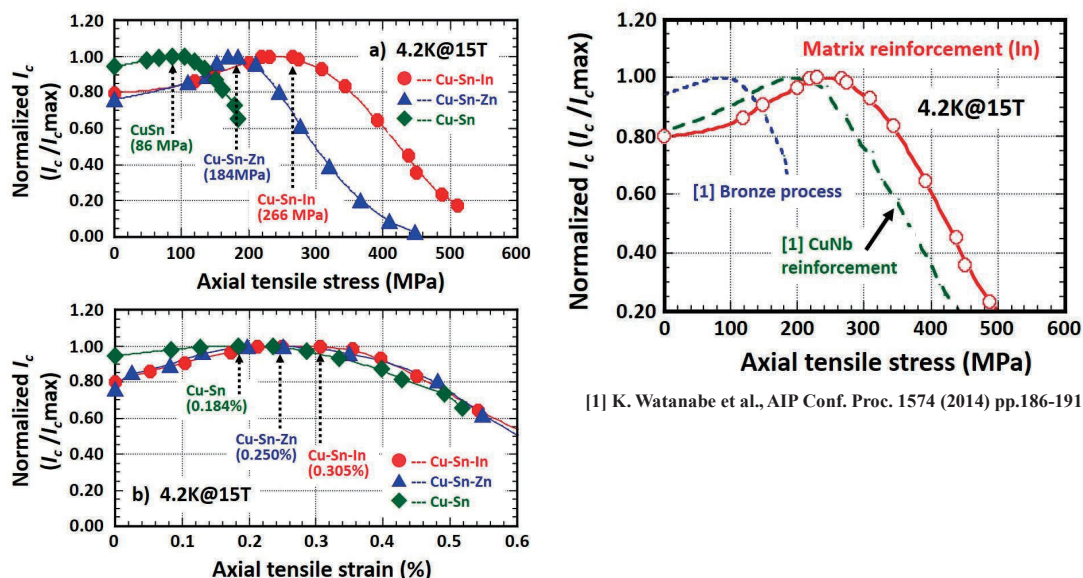 a) 4.2K@15T
Normalized Ic
(Ic /Icmax)
1.00
0.80
0.60
0.40
0.20
0.00
--- Cu-Sn-In
--- Cu-Sn-Zn
--- Cu-Sn
CuSn
(86 MPa)
Cu-Sn-Zn
(184MPa)
Cu-Sn-In
(266 MPa)
0 100 200 300 400 500 600
Axial tensile stress (MPa)
Normalized Ic
(Ic /Icmax)
1.00
0.80
0.60
0.40
0.20
0.00
Cu-Sn
(0.184%)
Cu-Sn-Zn
(0.250%)
Cu-Sn-In
(0.305%)
--- Cu-Sn-In
--- Cu-Sn-Zn
--- Cu-Sn
b) 4.2K@15T
0 0.1 0.2 0.3 0.4 0.5 0.6
Axial tensile strain (%)
Normalized Ic (Ic /Icmax)
1.20
1.00
0.80
0.60
0.40
0.20
Matrix reinforcement (In)
4.2K@15T
[1] Bronze process
[1] CuNb
reinforcement
0 100 200 300 400 500 600
Axial tensile stress (MPa)
[1] K. Watanabe et al., AIP Conf. Proc. 1574 (2014) pp.186-191